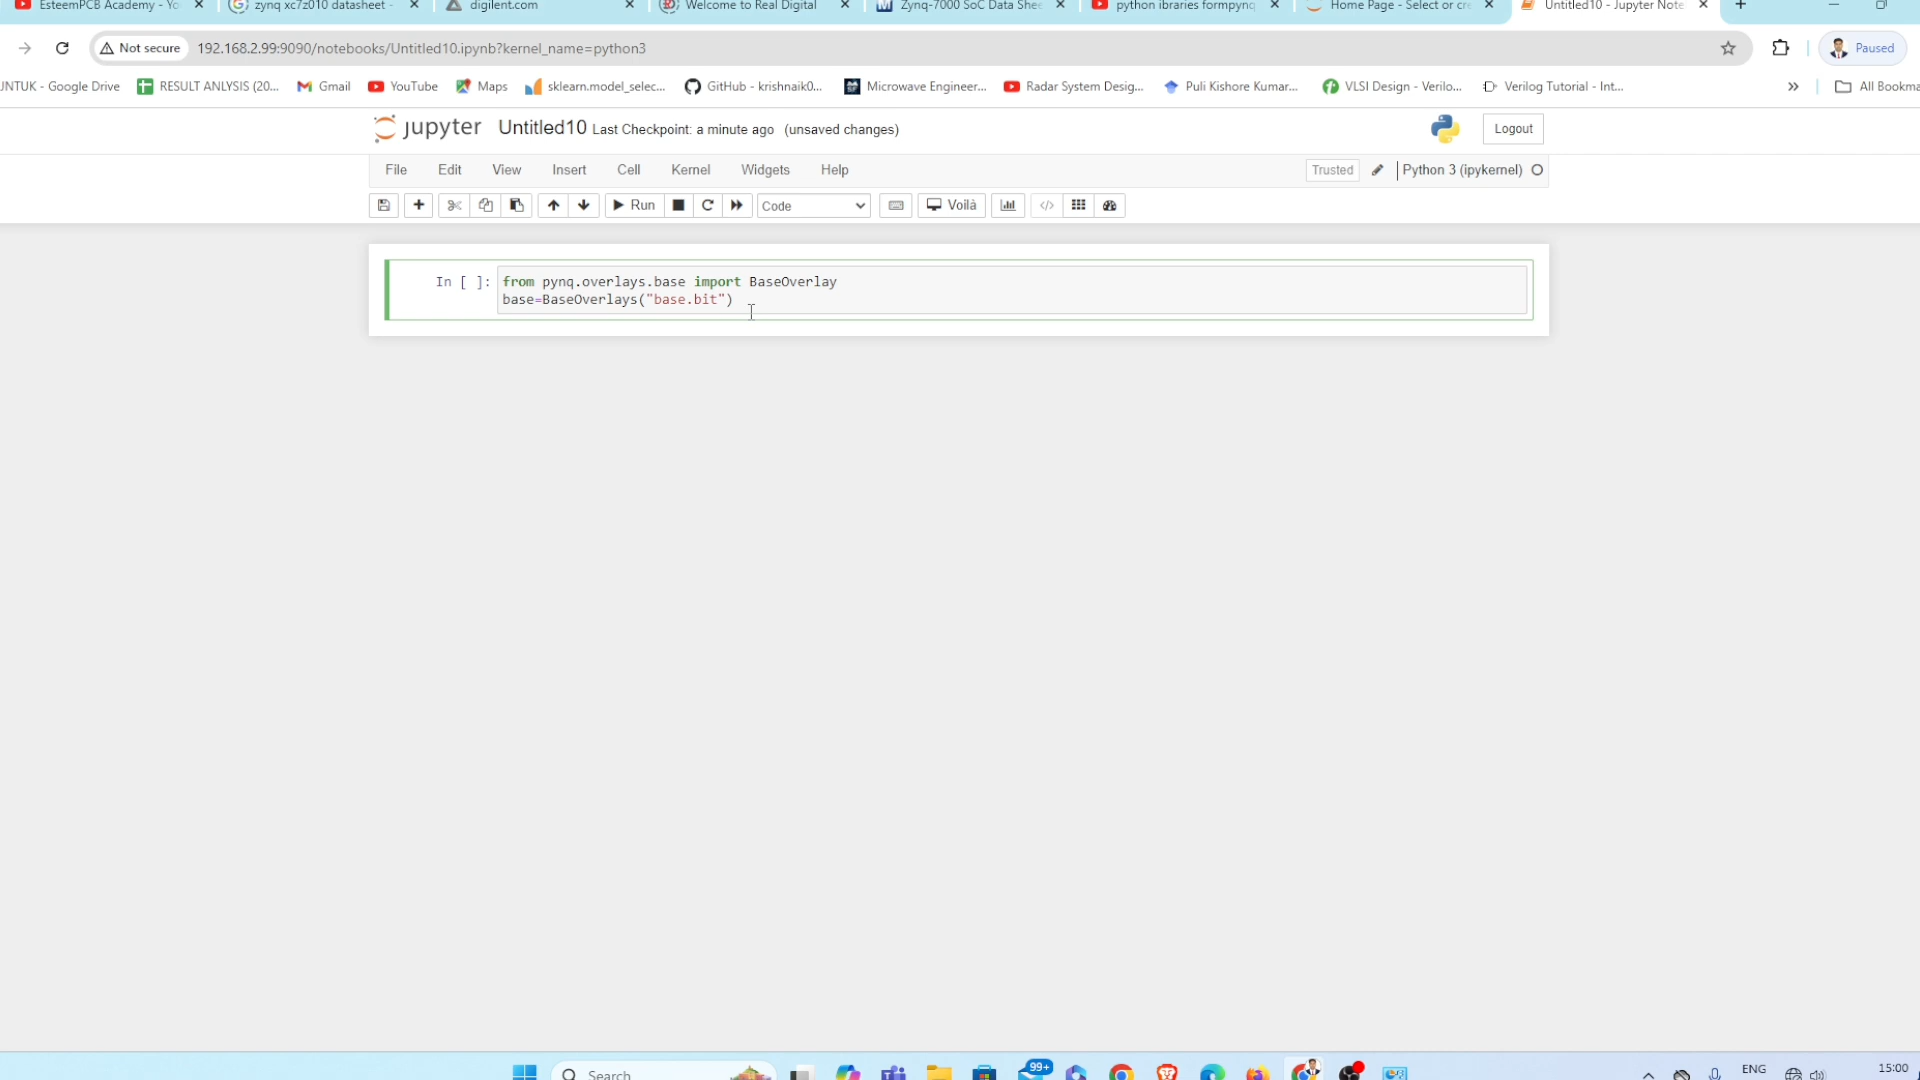 EsteemPCB Academy - Yo
zynq xc7z010 datasheet -
digilent.com
Welcome to Real Digital
Zynq-7000 SoC Data Shee
python ibraries formpynq
Home Page - Select or cre
Untitled10 - Jupyter Note
Not secure
192.168.2.99:9090/notebooks/Untitled10.ipynb?kernel_name=python3
Paused
JNTUK - Google Drive
RESULT ANLYSIS (20...
Gmail
YouTube
Maps
sklearn.model_selec...
GitHub - krishnaik0...
Microwave Engineer...
Radar System Desig...
Puli Kishore Kumar...
VLSI Design - Verilo...
Verilog Tutorial - Int...
»
All Bookma
jupyter Untitled10 Last Checkpoint: a minute ago (unsaved changes)
Logout
File Edit View Insert Cell Kernel Widgets Help
Trusted
Python 3 (ipykernel)
Run
Code
Voilà
In [ ]: from pynq.overlays.base import BaseOverlay
base=BaseOverlays("base.bit")
Search
99+
ENG
15:00